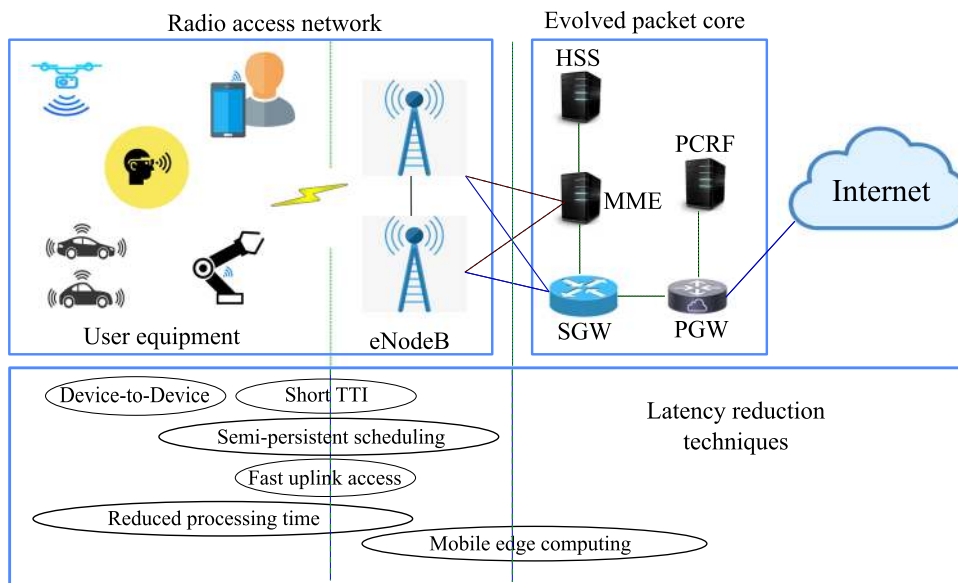 Radio access network
Evolved packet core
HSS
PCRF
MME
Internet
SGW
PGW
User equipment
eNodeB
Device-to-Device
Short TTI
Semi-persistent scheduling
Fast uplink access
Reduced processing time
Mobile edge computing
Latency reduction
techniques